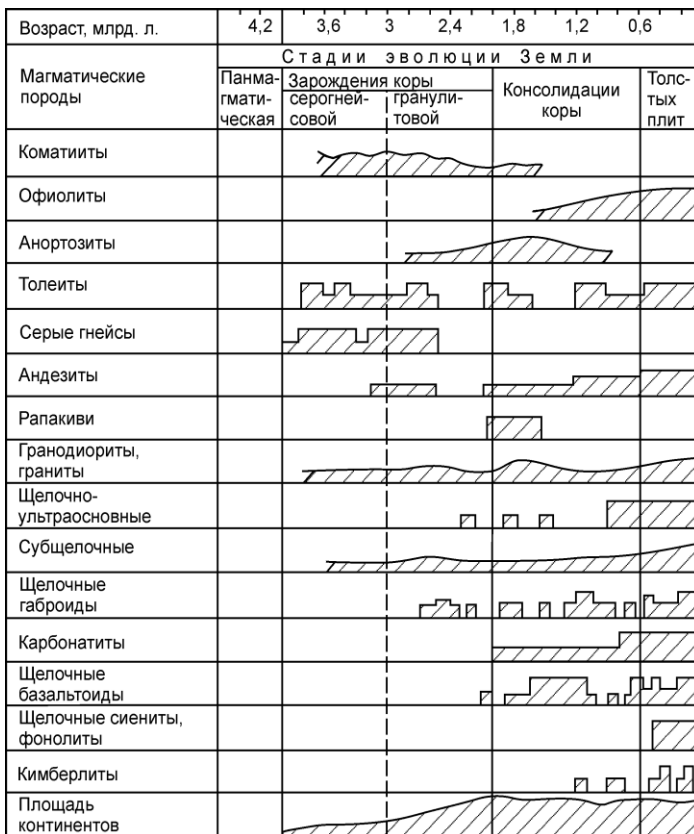 Возраст, млрд. л. 4,2 3,6 3 2,4 1,8 1,2 0,6
Стадии эволюции Земли
Магматические
породы
Панма-
гмати-
ческая
Зарождения коры
серогней-
совой
гранули-
товой
Консолидации
коры
Толс-
тых
плит
Коматииты
Офиолиты
Анортозиты
Толеиты
Серые гнейсы
Андезиты
Рапакиви
Гранодиориты,
граниты
Щелочно-
ультраосновные
Субщелочные
Щелочные
габроиды
Карбонатиты
Щелочные
базальтоиды
Щелочные сиениты,
фонолиты
Кимберлиты
Площадь
континентов